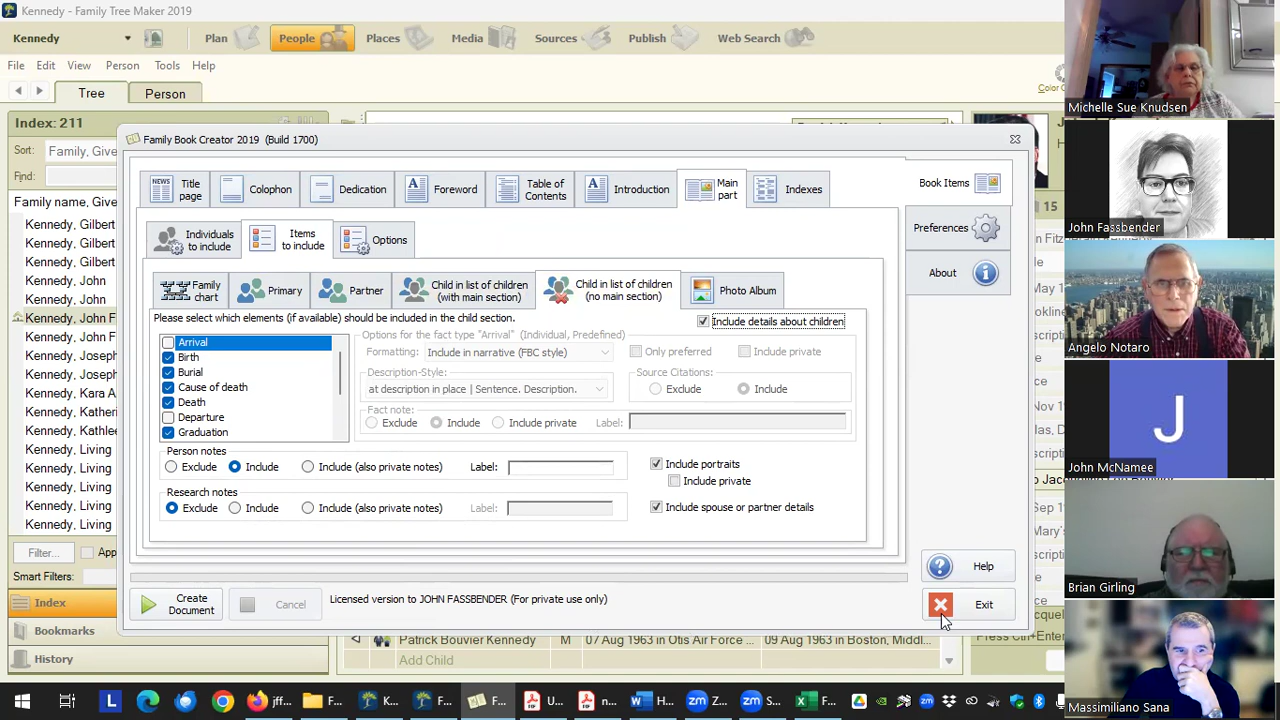 Kennedy - Family Tree Maker 2019
Kennedy Plan People Places Media Sources Publish Web Search
File Edit View Person Tools Help
Tree Person
Color
Index: 211
Sort: Family, Give
Find:
Family name, Give
Kennedy, Gilbert
Kennedy, Gilbert
Kennedy, Gilbert
Kennedy, Gilbert
Kennedy, John
Kennedy, John
Kennedy, John F
Kennedy, John F
Kennedy, Joseph
Kennedy, Joseph
Kennedy, Kara A
Kennedy, Katheri
Kennedy, Kathlee
Kennedy, Living
Kennedy, Living
Kennedy, Living
Kennedy, Living
Filter... App
Smart Filters:
Index
Bookmarks
History
Family Book Creator 2019 (Build 1700)
Title page Colophon Dedication Foreword Table of Contents Introduction Main part Indexes
Book Items
Preferences
About
Individuals to include Items to include Options
Family chart Primary Partner Child in list of children (with main section) Child in list of children (no main section) Photo Album
Please select which elements (if available) should be included in the child section.
Include details about children
Arrival
Birth
Burial
Cause of death
Death
Departure
Graduation
Options for the fact type "Arrival" (Individual, Predefined)
Formatting: Include in narrative (FBC style) Only preferred Include private
Description-Style:
at description in place | Sentence. Description.
Source Citations:
Exclude Include
Fact note:
Exclude Include Include private Label:
Person notes
Exclude Include Include (also private notes) Label:
Research notes
Exclude Include Include (also private notes) Label:
Include portraits
Include private
Include spouse or partner details
Help
Create Document Cancel Licensed version to JOHN FASSBENDER (For private use only)
Exit
Patrick Bouvier Kennedy M 07 Aug 1963 in Otis Air Force ... 09 Aug 1963 in Boston, Middl...
Add Child
Press Ctrl+Enter
15
Michelle Sue Knudsen
John Fassbender
Angelo Notaro
J
John McNamee
Brian Girling
Massimiliano Sana
jff... F... K... F... F... U... n... H... Z... S... F...